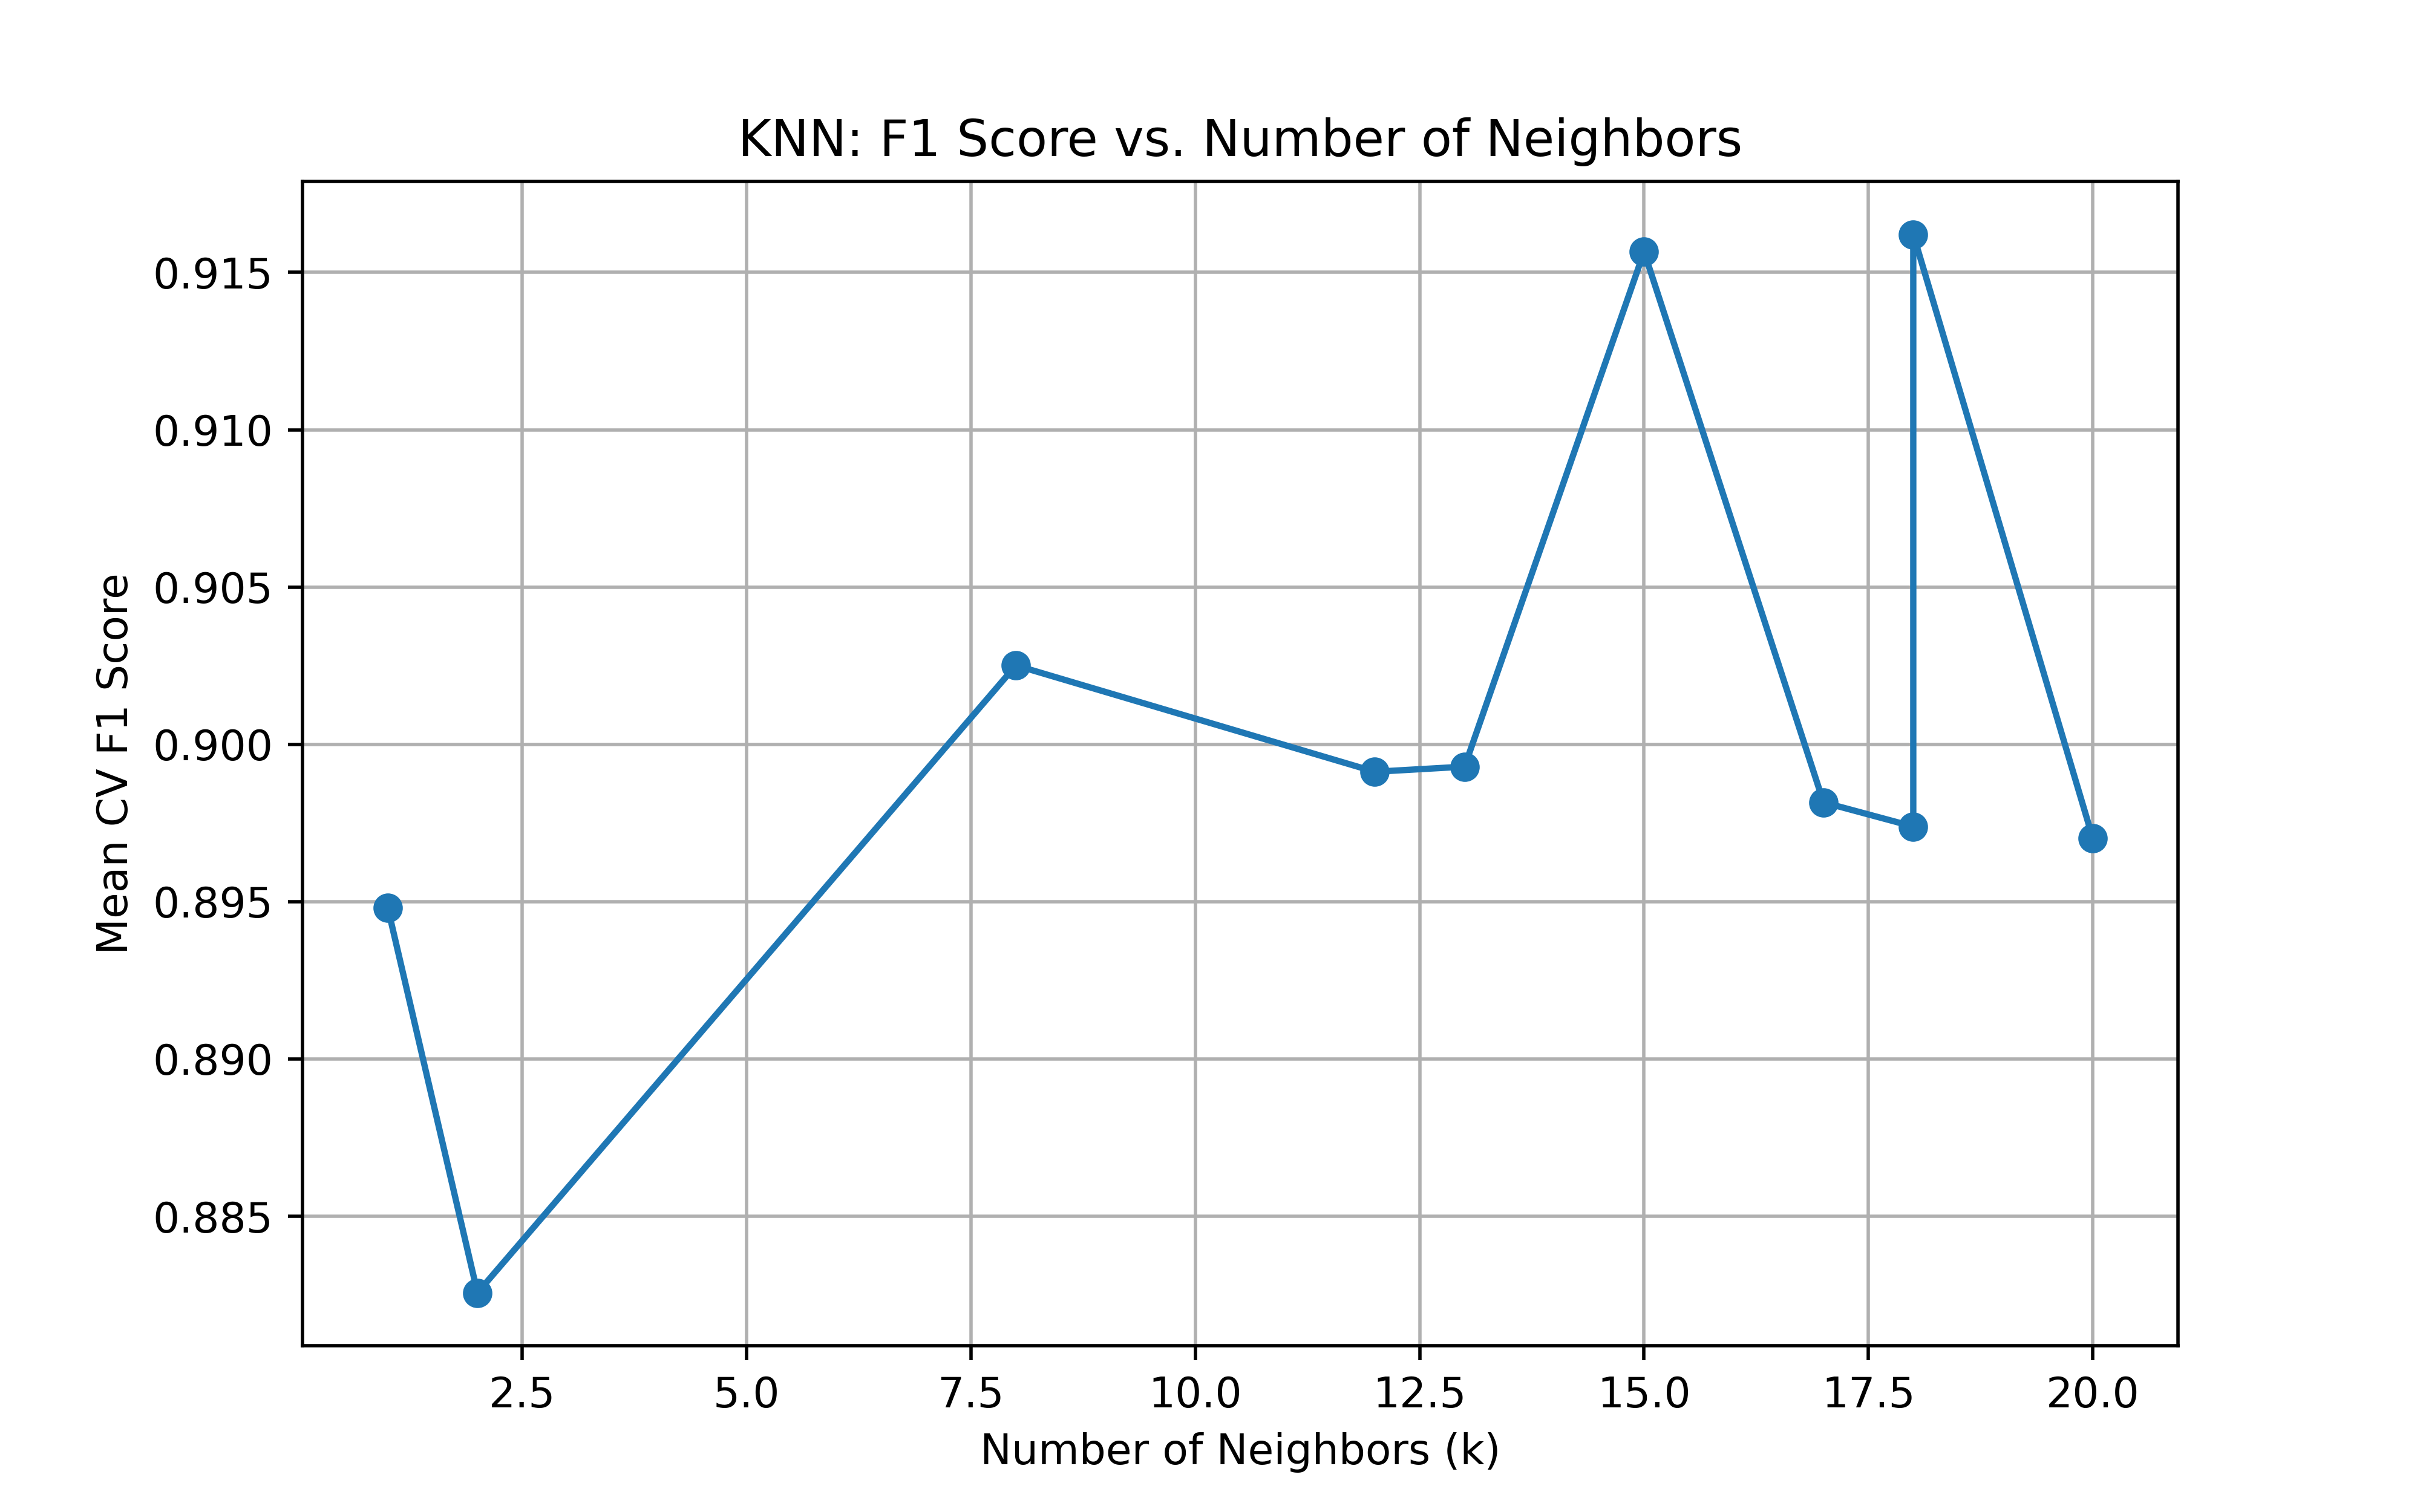 KNN: F1 Score vs. Number of Neighbors
Mean CV F1 Score
0.915
0.910
0.905
0.900
0.895
0.890
0.885
2.5 5.0 7.5 10.0 12.5 15.0 17.5 20.0
Number of Neighbors (k)